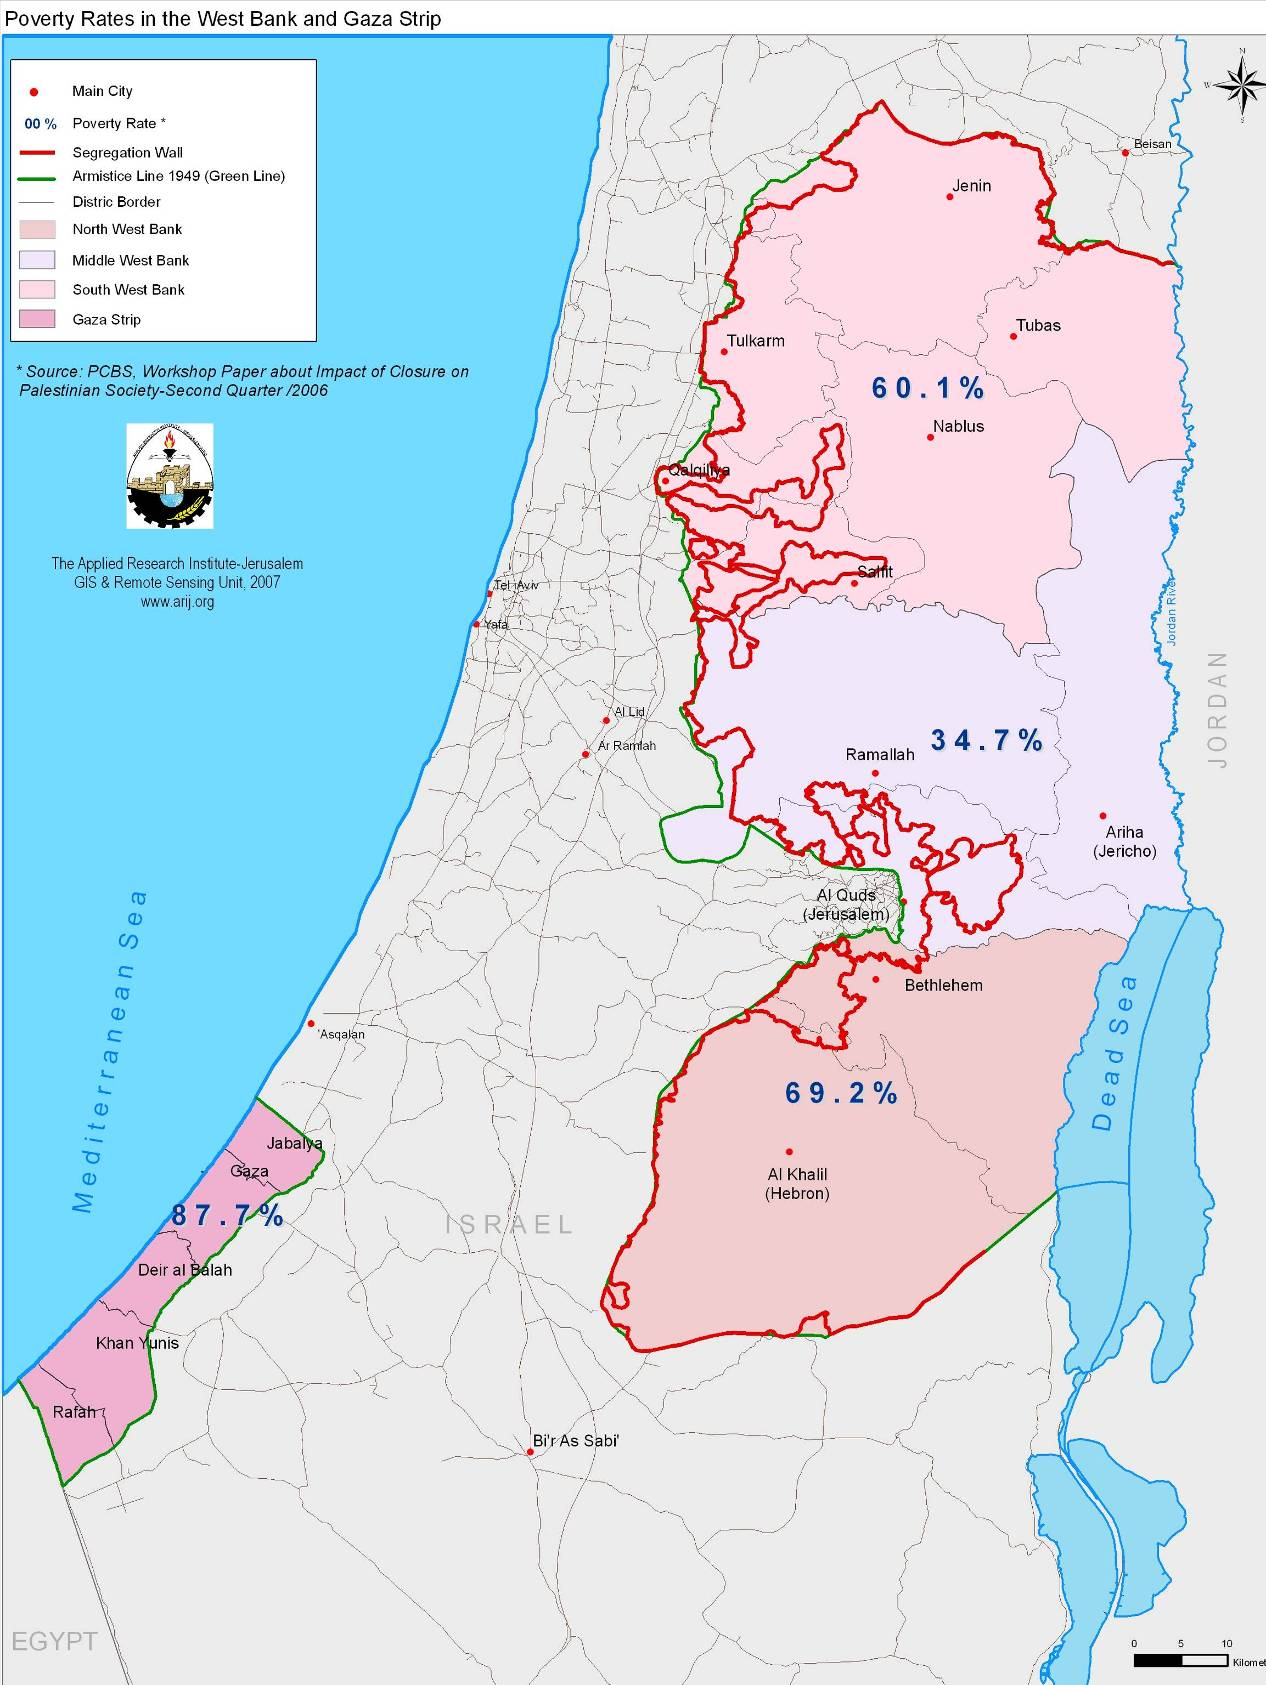 Poverty Rates in the West Bank and Gaza Strip
Main City
00 % Poverty Rate *
Segregation Wall
Armistice Line 1949 (Green Line)
Distric Border
North West Bank
Middle West Bank
South West Bank
Gaza Strip
* Source: PCBS, Workshop Paper about Impact of Closure on
Palestinian Society-Second Quarter /2006
The Applied Research Institute-Jerusalem
GIS & Remote Sensing Unit, 2007
www.arij.org
N
W
S
Beisan
Jenin
Tubas
Tulkarm
60.1%
Nablus
Qalqiliya
Salfit
Tel Aviv
Yafa
Jordan River
JORDAN
Al Lid
Ar Ramlah
34.7%
Ramallah
Ariha
(Jericho)
Al Quds
(Jerusalem)
Mediterranean Sea
Bethlehem
Dead Sea
'Asqalan
69.2%
Jabalya
Gaza
Al Khalil
(Hebron)
87.7%
ISRAEL
Deir al Balah
Khan Yunis
Rafah
Bi'r As Sabi'
EGYPT
0 5 10
Kilomet